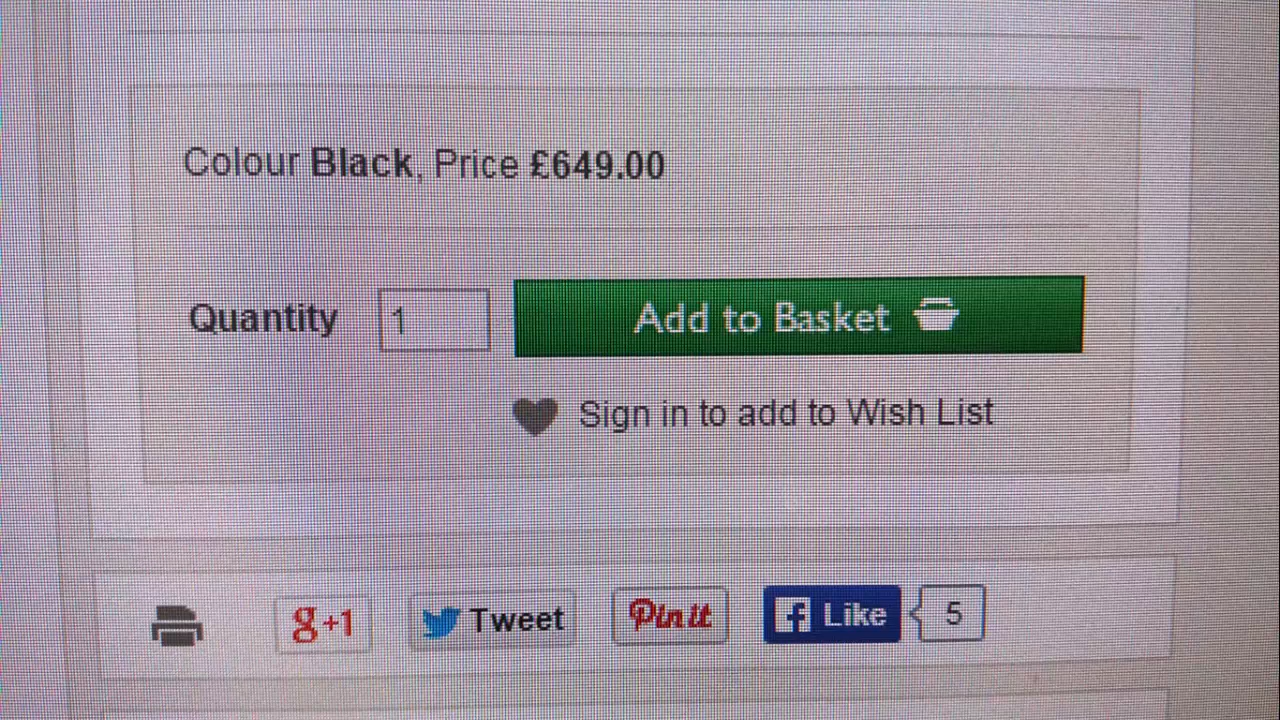 Colour Black, Price £649.00
Quantity 1 Add to Basket
Sign in to add to Wish List
g+1 Tweet Pin it f Like 5